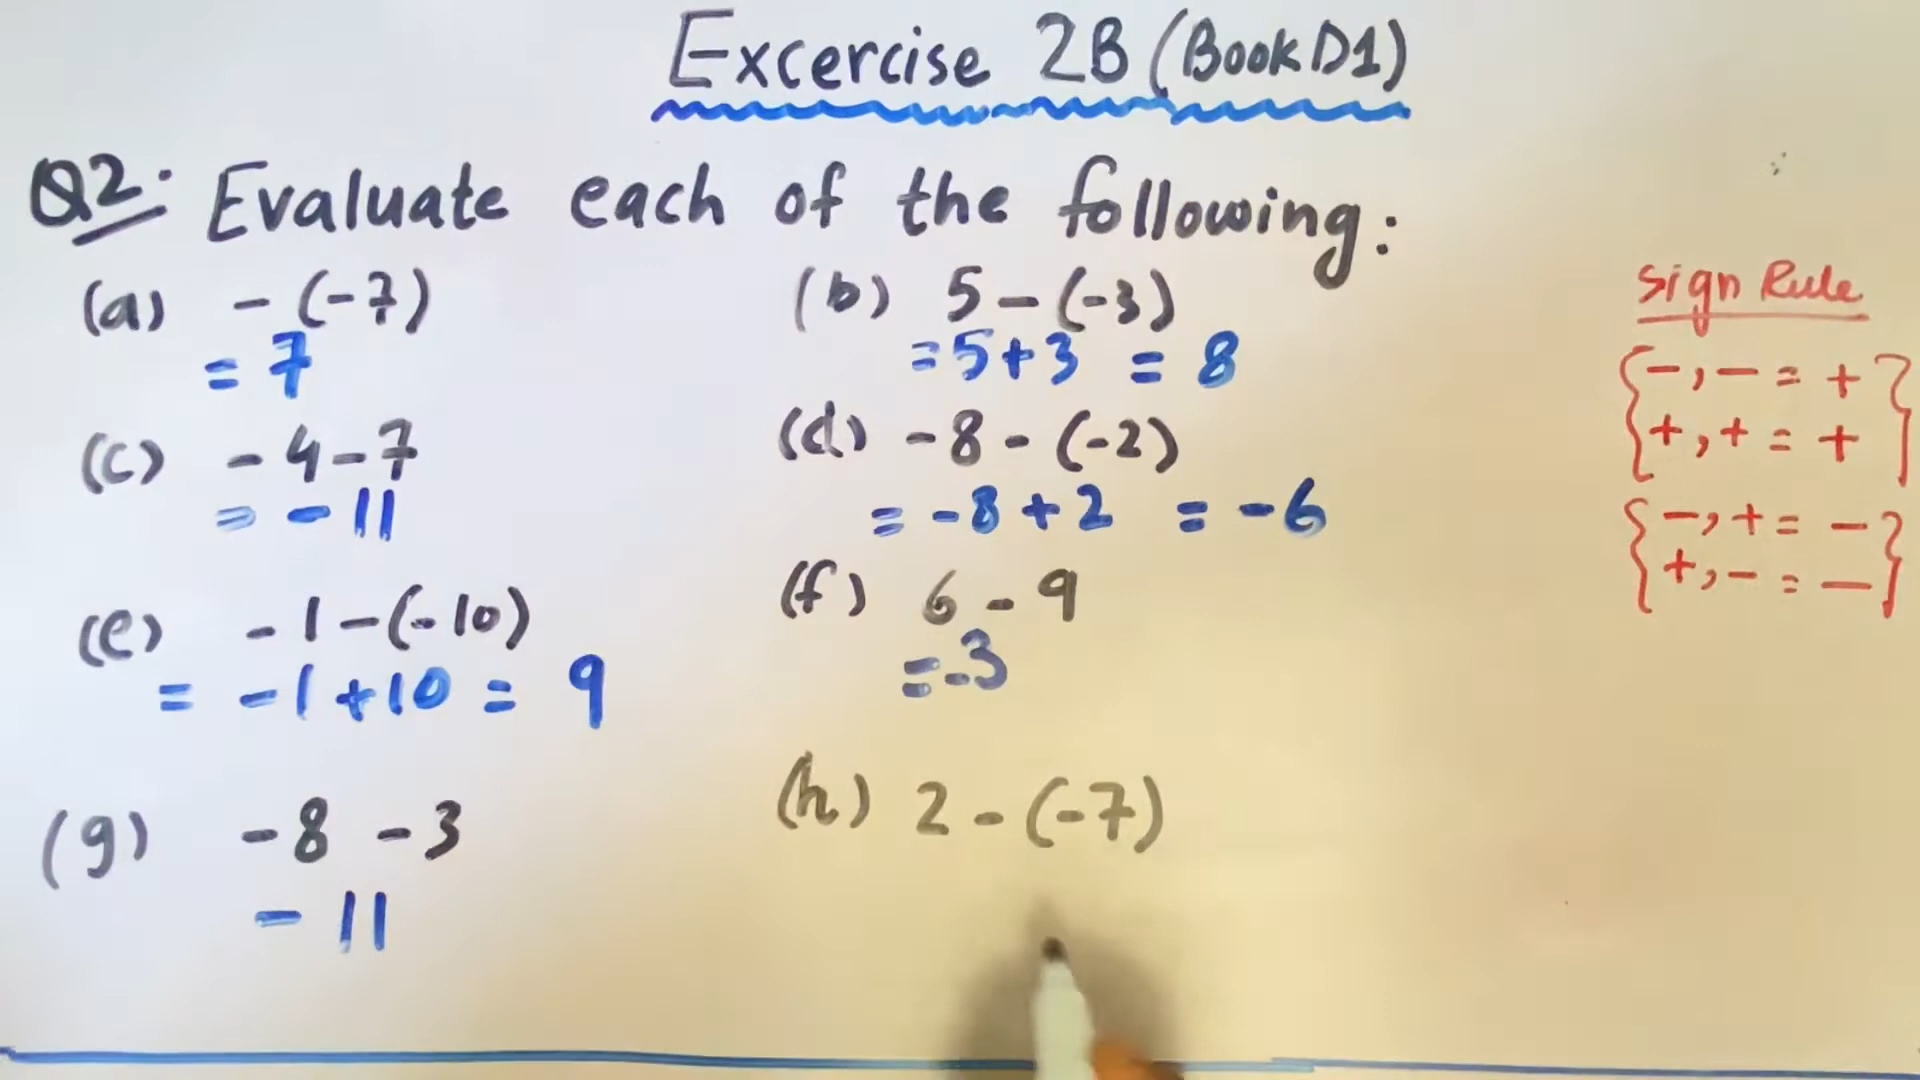 Excercise 2B (Book D1)
Q2: Evaluate each of the following:
(a) - (-7)
= 7
(b) 5 - (-3)
= 5 + 3 = 8
(c) - 4 - 7
= - 11
(d) - 8 - (-2)
= - 8 + 2 = - 6
(e) - 1 - (- 10)
= - 1 + 10 = 9
(f) 6 - 9
= -3
(g) - 8 - 3
- 11
(h) 2 - (-7)
Sign Rule
{ -, - = + }
{ +, + = + }
{ -, + = - }
{ +, - = - }